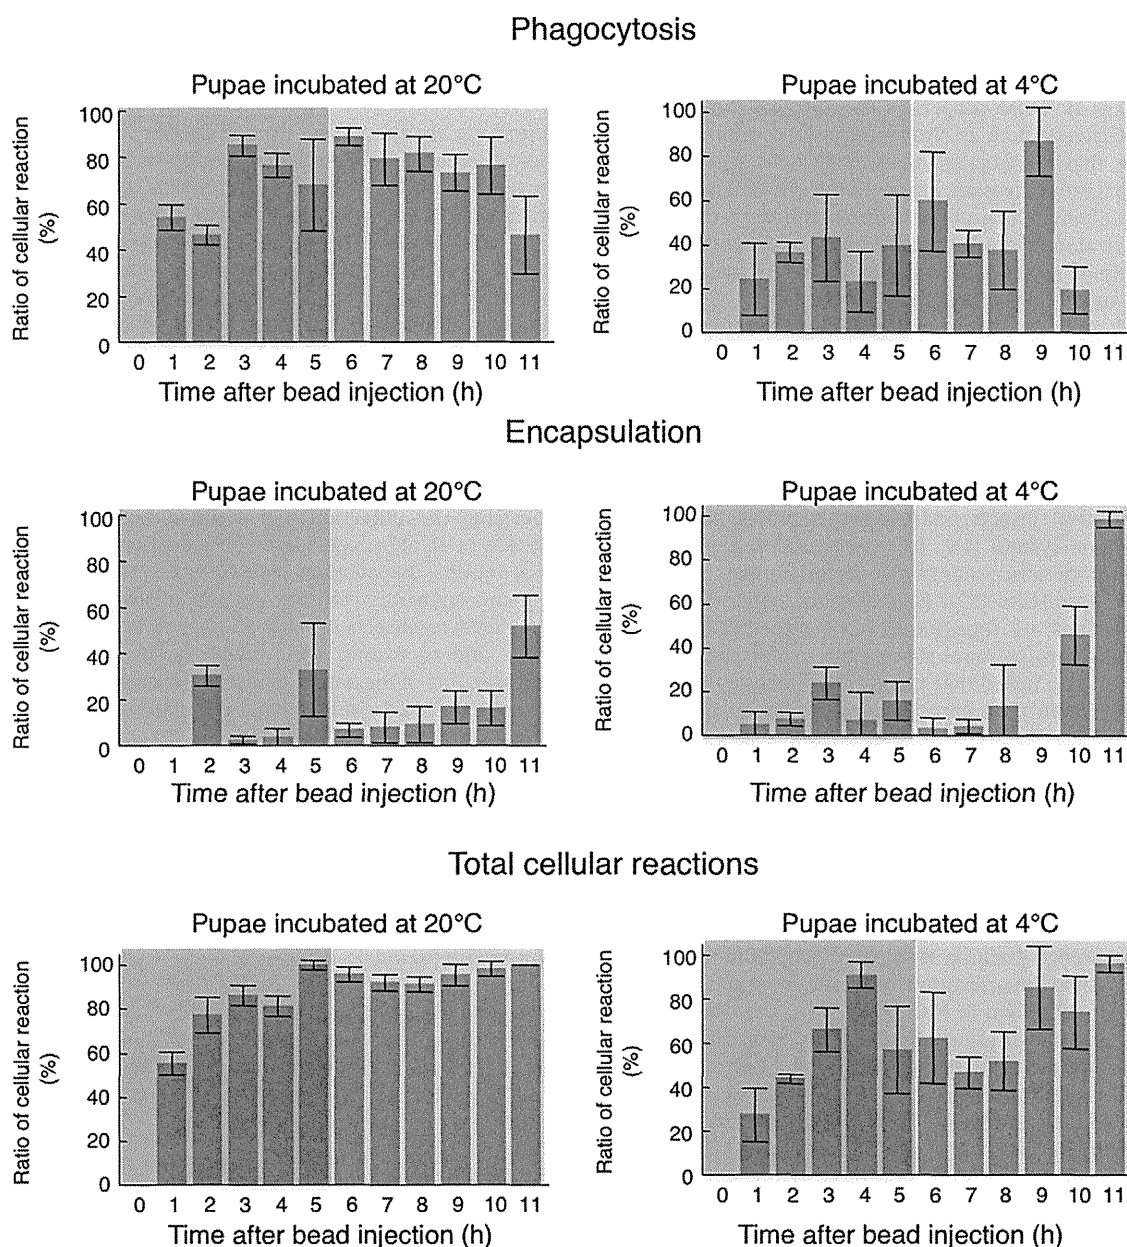 Phagocytosis
Pupae incubated at 20°C
Ratio of cellular reaction
(%)
100
80
60
40
20
0
0 1 2 3 4 5 6 7 8 9 10 11
Time after bead injection (h)
Pupae incubated at 4°C
Ratio of cellular reaction
(%)
100
80
60
40
20
0
0 1 2 3 4 5 6 7 8 9 10 11
Time after bead injection (h)
Encapsulation
Pupae incubated at 20°C
Ratio of cellular reaction
(%)
100
80
60
40
20
0
0 1 2 3 4 5 6 7 8 9 10 11
Time after bead injection (h)
Pupae incubated at 4°C
Ratio of cellular reaction
(%)
100
80
60
40
20
0
0 1 2 3 4 5 6 7 8 9 10 11
Time after bead injection (h)
Total cellular reactions
Pupae incubated at 20°C
Ratio of cellular reaction
(%)
100
80
60
40
20
0
0 1 2 3 4 5 6 7 8 9 10 11
Time after bead injection (h)
Pupae incubated at 4°C
Ratio of cellular reaction
(%)
100
80
60
40
20
0
0 1 2 3 4 5 6 7 8 9 10 11
Time after bead injection (h)